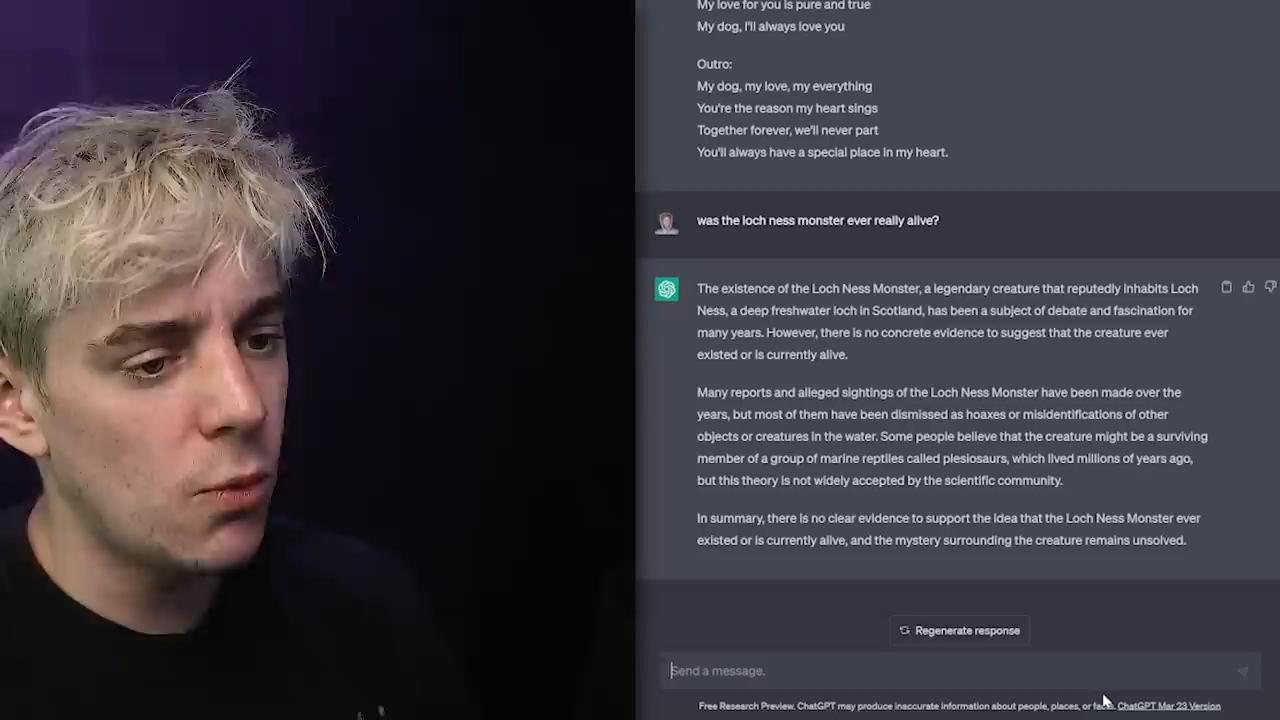 My love for you is pure and true
My dog, I'll always love you
Outro:
My dog, my love, my everything
You're the reason my heart sings
Together forever, we'll never part
You'll always have a special place in my heart.
was the loch ness monster ever really alive?
The existence of the Loch Ness Monster, a legendary creature that reputedly inhabits Loch
Ness, a deep freshwater loch in Scotland, has been a subject of debate and fascination for
many years. However, there is no concrete evidence to suggest that the creature ever
existed or is currently alive.
Many reports and alleged sightings of the Loch Ness Monster have been made over the
years, but most of them have been dismissed as hoaxes or misidentifications of other
objects or creatures in the water. Some people believe that the creature might be a surviving
member of a group of marine reptiles called plesiosaurs, which lived millions of years ago,
but this theory is not widely accepted by the scientific community.
In summary, there is no clear evidence to support the idea that the Loch Ness Monster ever
existed or is currently alive, and the mystery surrounding the creature remains unsolved.
Regenerate response
Send a message.
Free Research Preview. ChatGPT may produce inaccurate information about people, places, or facts. ChatGPT Mar 23 Version